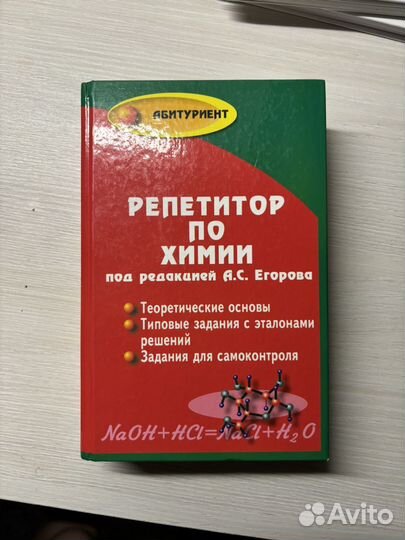 АБИТУРИЕНТ
РЕПЕТИТОР
ПО
ХИМИИ
под редакцией А.С. Егорова
Теоретические основы
Типовые задания с эталонами
решений
Задания для самоконтроля
NaOH+HCl=NaCl+H₂O
Avito